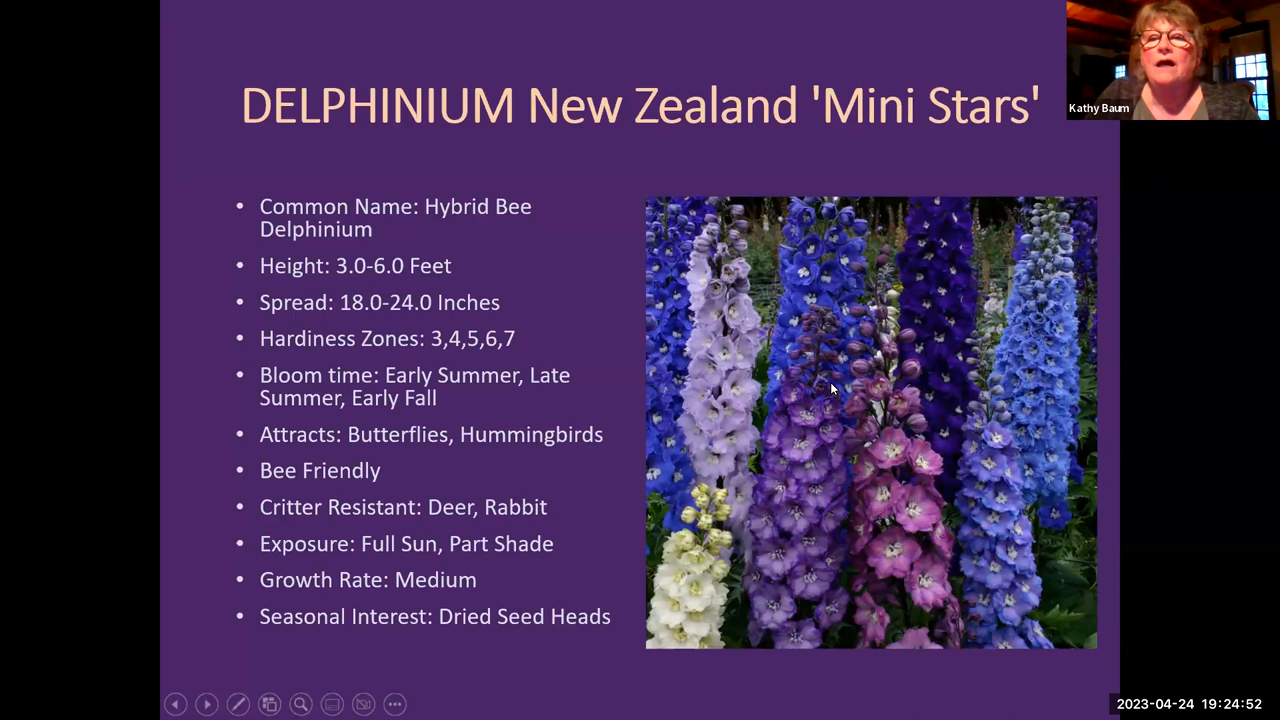 DELPHINIUM New Zealand 'Mini Stars'
Kathy Baum
• Common Name: Hybrid Bee
Delphinium
• Height: 3.0-6.0 Feet
• Spread: 18.0-24.0 Inches
• Hardiness Zones: 3,4,5,6,7
• Bloom time: Early Summer, Late
Summer, Early Fall
• Attracts: Butterflies, Hummingbirds
• Bee Friendly
• Critter Resistant: Deer, Rabbit
• Exposure: Full Sun, Part Shade
• Growth Rate: Medium
• Seasonal Interest: Dried Seed Heads
2023-04-24 19:24:52